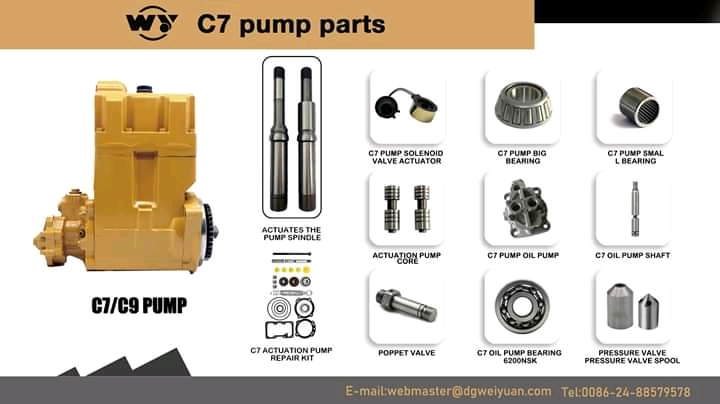 WY
C7 pump parts
C7/C9 PUMP
ACTUATES THE
PUMP SPINDLE
C7 ACTUATION PUMP
REPAIR KIT
C7 PUMP SOLENOID
VALVE ACTUATOR
C7 PUMP BIG
BEARING
C7 PUMP SMAL
L BEARING
ACTUATION PUMP
CORE
C7 PUMP OIL PUMP
C7 OIL PUMP SHAFT
POPPET VALVE
C7 OIL PUMP BEARING
6200NSK
PRESSURE VALVE
PRESSURE VALVE SPOOL
E-mail:webmaster@dgweiyuan.com
Tel:0086-24-88579578